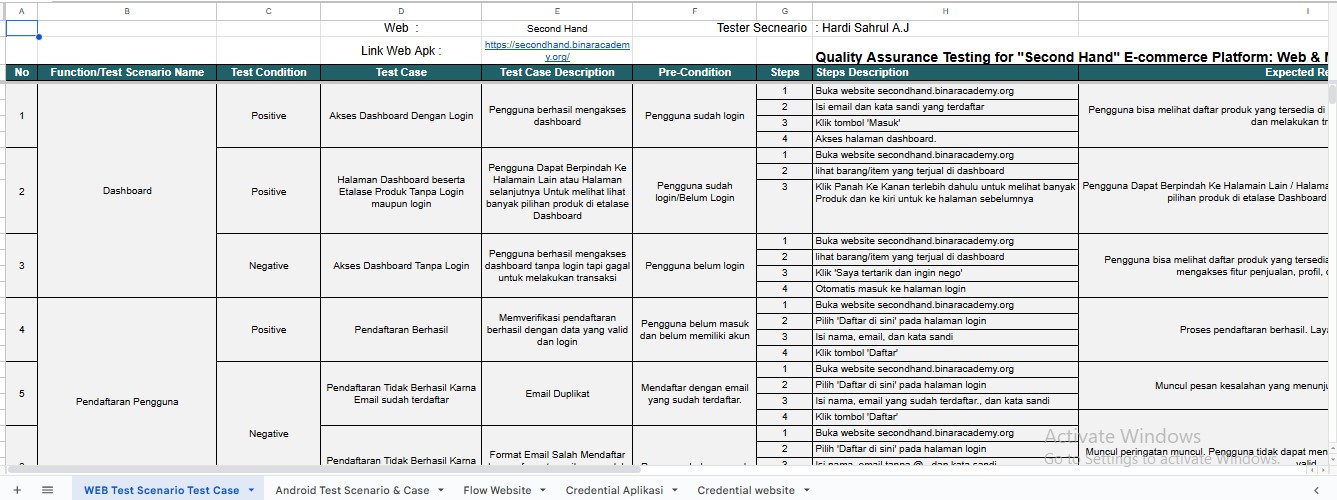 A B C D E F G H I
Web : Second Hand Tester Secneario : Hardi Sahrul A.J
Link Web Apk : https://secondhand.binaracadem
y.org/
Quality Assurance Testing for "Second Hand" E-commerce Platform: Web &
No Function/Test Scenario Name Test Condition Test Case Test Case Description Pre-Condition Steps Steps Description Expected Re
1
Dashboard
Positive
Akses Dashboard Dengan Login
Pengguna berhasil mengakses
dashboard
Pengguna sudah login
1 Buka website secondhand.binaracademy.org
2 Isi email dan kata sandi yang terdaftar
3 Klik tombol 'Masuk'
4 Akses halaman dashboard.
Pengguna bisa melihat daftar produk yang tersedia di
dan melakukan tr
2
Positive
Halaman Dashboard beserta
Etalase Produk Tanpa Login
maupun login
Pengguna Dapat Berpindah Ke
Halamain Lain atau Halaman
selanjutnya Untuk melihat lihat
banyak pilihan produk di etalase
Dashboard
Pengguna sudah
login/Belum Login
1 Buka website secondhand.binaracademy.org
2 lihat barang/item yang terjual di dashboard
3 Klik Panah Ke Kanan terlebih dahulu untuk melihat banyak
Produk dan ke kiri untuk ke halaman sebelumnya
Pengguna Dapat Berpindah Ke Halamain Lain / Halama
pilihan produk di etalase Dashboard
3
Negative
Akses Dashboard Tanpa Login
Pengguna berhasil mengakses
dashboard tanpa login tapi gagal
untuk melakukan transaksi
Pengguna belum login
1 Buka website secondhand.binaracademy.org
2 lihat barang/item yang terjual di dashboard
3 Klik 'Saya tertarik dan ingin nego'
4 Otomatis masuk ke halaman login
Pengguna bisa melihat daftar produk yang tersedia
mengakses fitur penjualan, profil,
4
Pendaftaran Pengguna
Positive
Pendaftaran Berhasil
Memverifikasi pendaftaran
berhasil dengan data yang valid
dan login
Pengguna belum masuk
dan belum memiliki akun
1 Buka website secondhand.binaracademy.org
2 Pilih 'Daftar di sini' pada halaman login
3 Isi nama, email, dan kata sandi
4 Klik tombol 'Daftar'
Proses pendaftaran berhasil. Lay
5
Negative
Pendaftaran Tidak Berhasil Karna
Email sudah terdaftar
Email Duplikat
Mendaftar dengan email
yang sudah terdaftar.
1 Buka website secondhand.binaracademy.org
2 Pilih 'Daftar di sini' pada halaman login
3 Isi nama, email yang sudah terdaftar., dan kata sandi
4 Klik tombol 'Daftar'
Muncul pesan kesalahan yang menunj
Pendaftaran Tidak Berhasil Karna
Format Email Salah Mendaftar
1 Buka website secondhand.binaracademy.org
2 Pilih 'Daftar di sini' pada halaman login
3 Isi nama, email tanpa @ , dan kata sandi
Muncul peringatan muncul. Pengguna tidak dapat men
valid
Activate Windows
Go to Settings to activate Windows.
WEB Test Scenario Test Case Android Test Scenario & Case Flow Website Credential Aplikasi Credential website